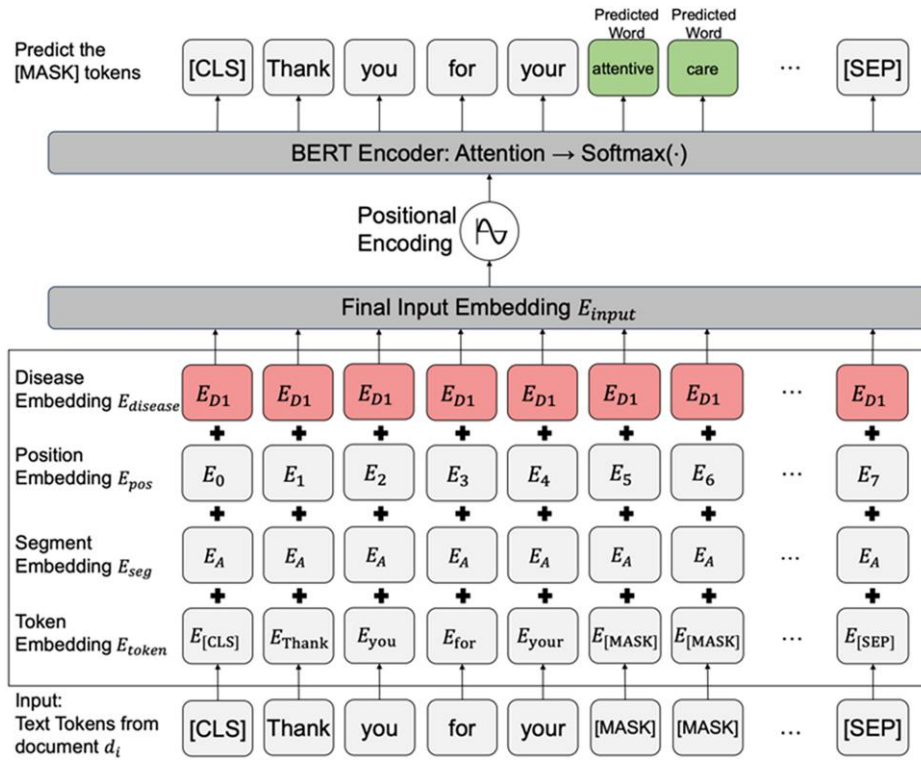 Predicted Word Predicted Word
Predict the [MASK] tokens
[CLS] Thank you for your attentive care ... [SEP]
BERT Encoder: Attention → Softmax(·)
Positional Encoding
Final Input Embedding E_input
Disease Embedding E_disease
E_D1 E_D1 E_D1 E_D1 E_D1 E_D1 E_D1 ... E_D1
Position Embedding E_pos
E_0 E_1 E_2 E_3 E_4 E_5 E_6 ... E_7
Segment Embedding E_seg
E_A E_A E_A E_A E_A E_A E_A ... E_A
Token Embedding E_token
E_[CLS] E_Thank E_you E_for E_your E_[MASK] E_[MASK] ... E_[SEP]
Input:
Text Tokens from
document d_i
[CLS] Thank you for your [MASK] [MASK] ... [SEP]